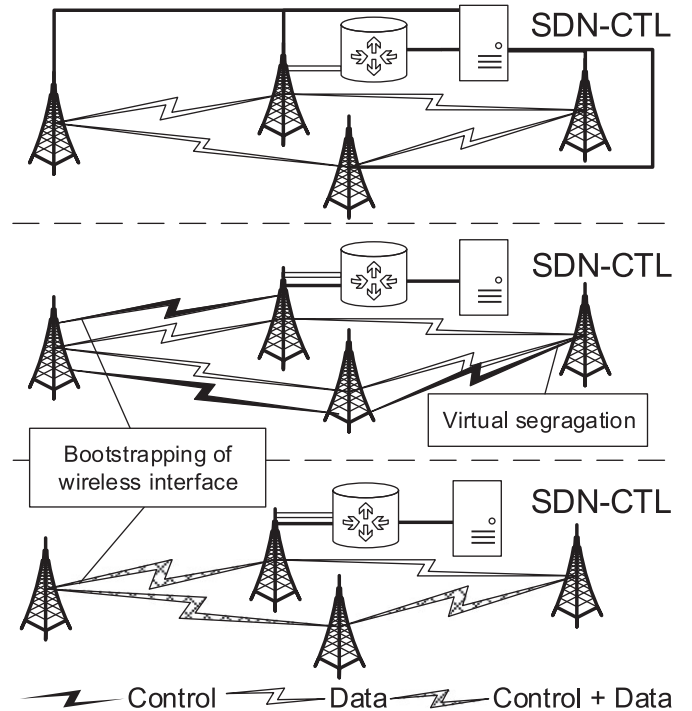 SDN-CTL
SDN-CTL
Virtual segragation
Bootstrapping of
wireless interface
SDN-CTL
Control Data Control + Data